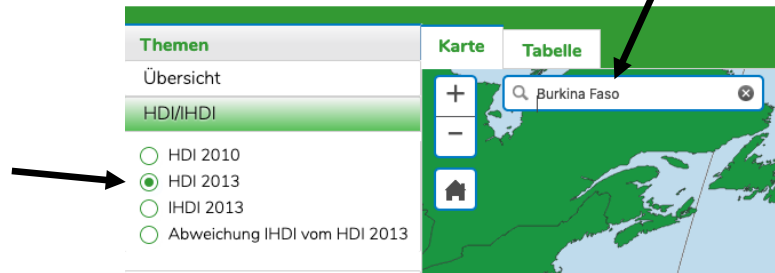 Themen
Übersicht
HDI/IHDI
HDI 2010
HDI 2013
IHDI 2013
Abweichung IHDI vom HDI 2013
Karte
Tabelle
Burkina Faso